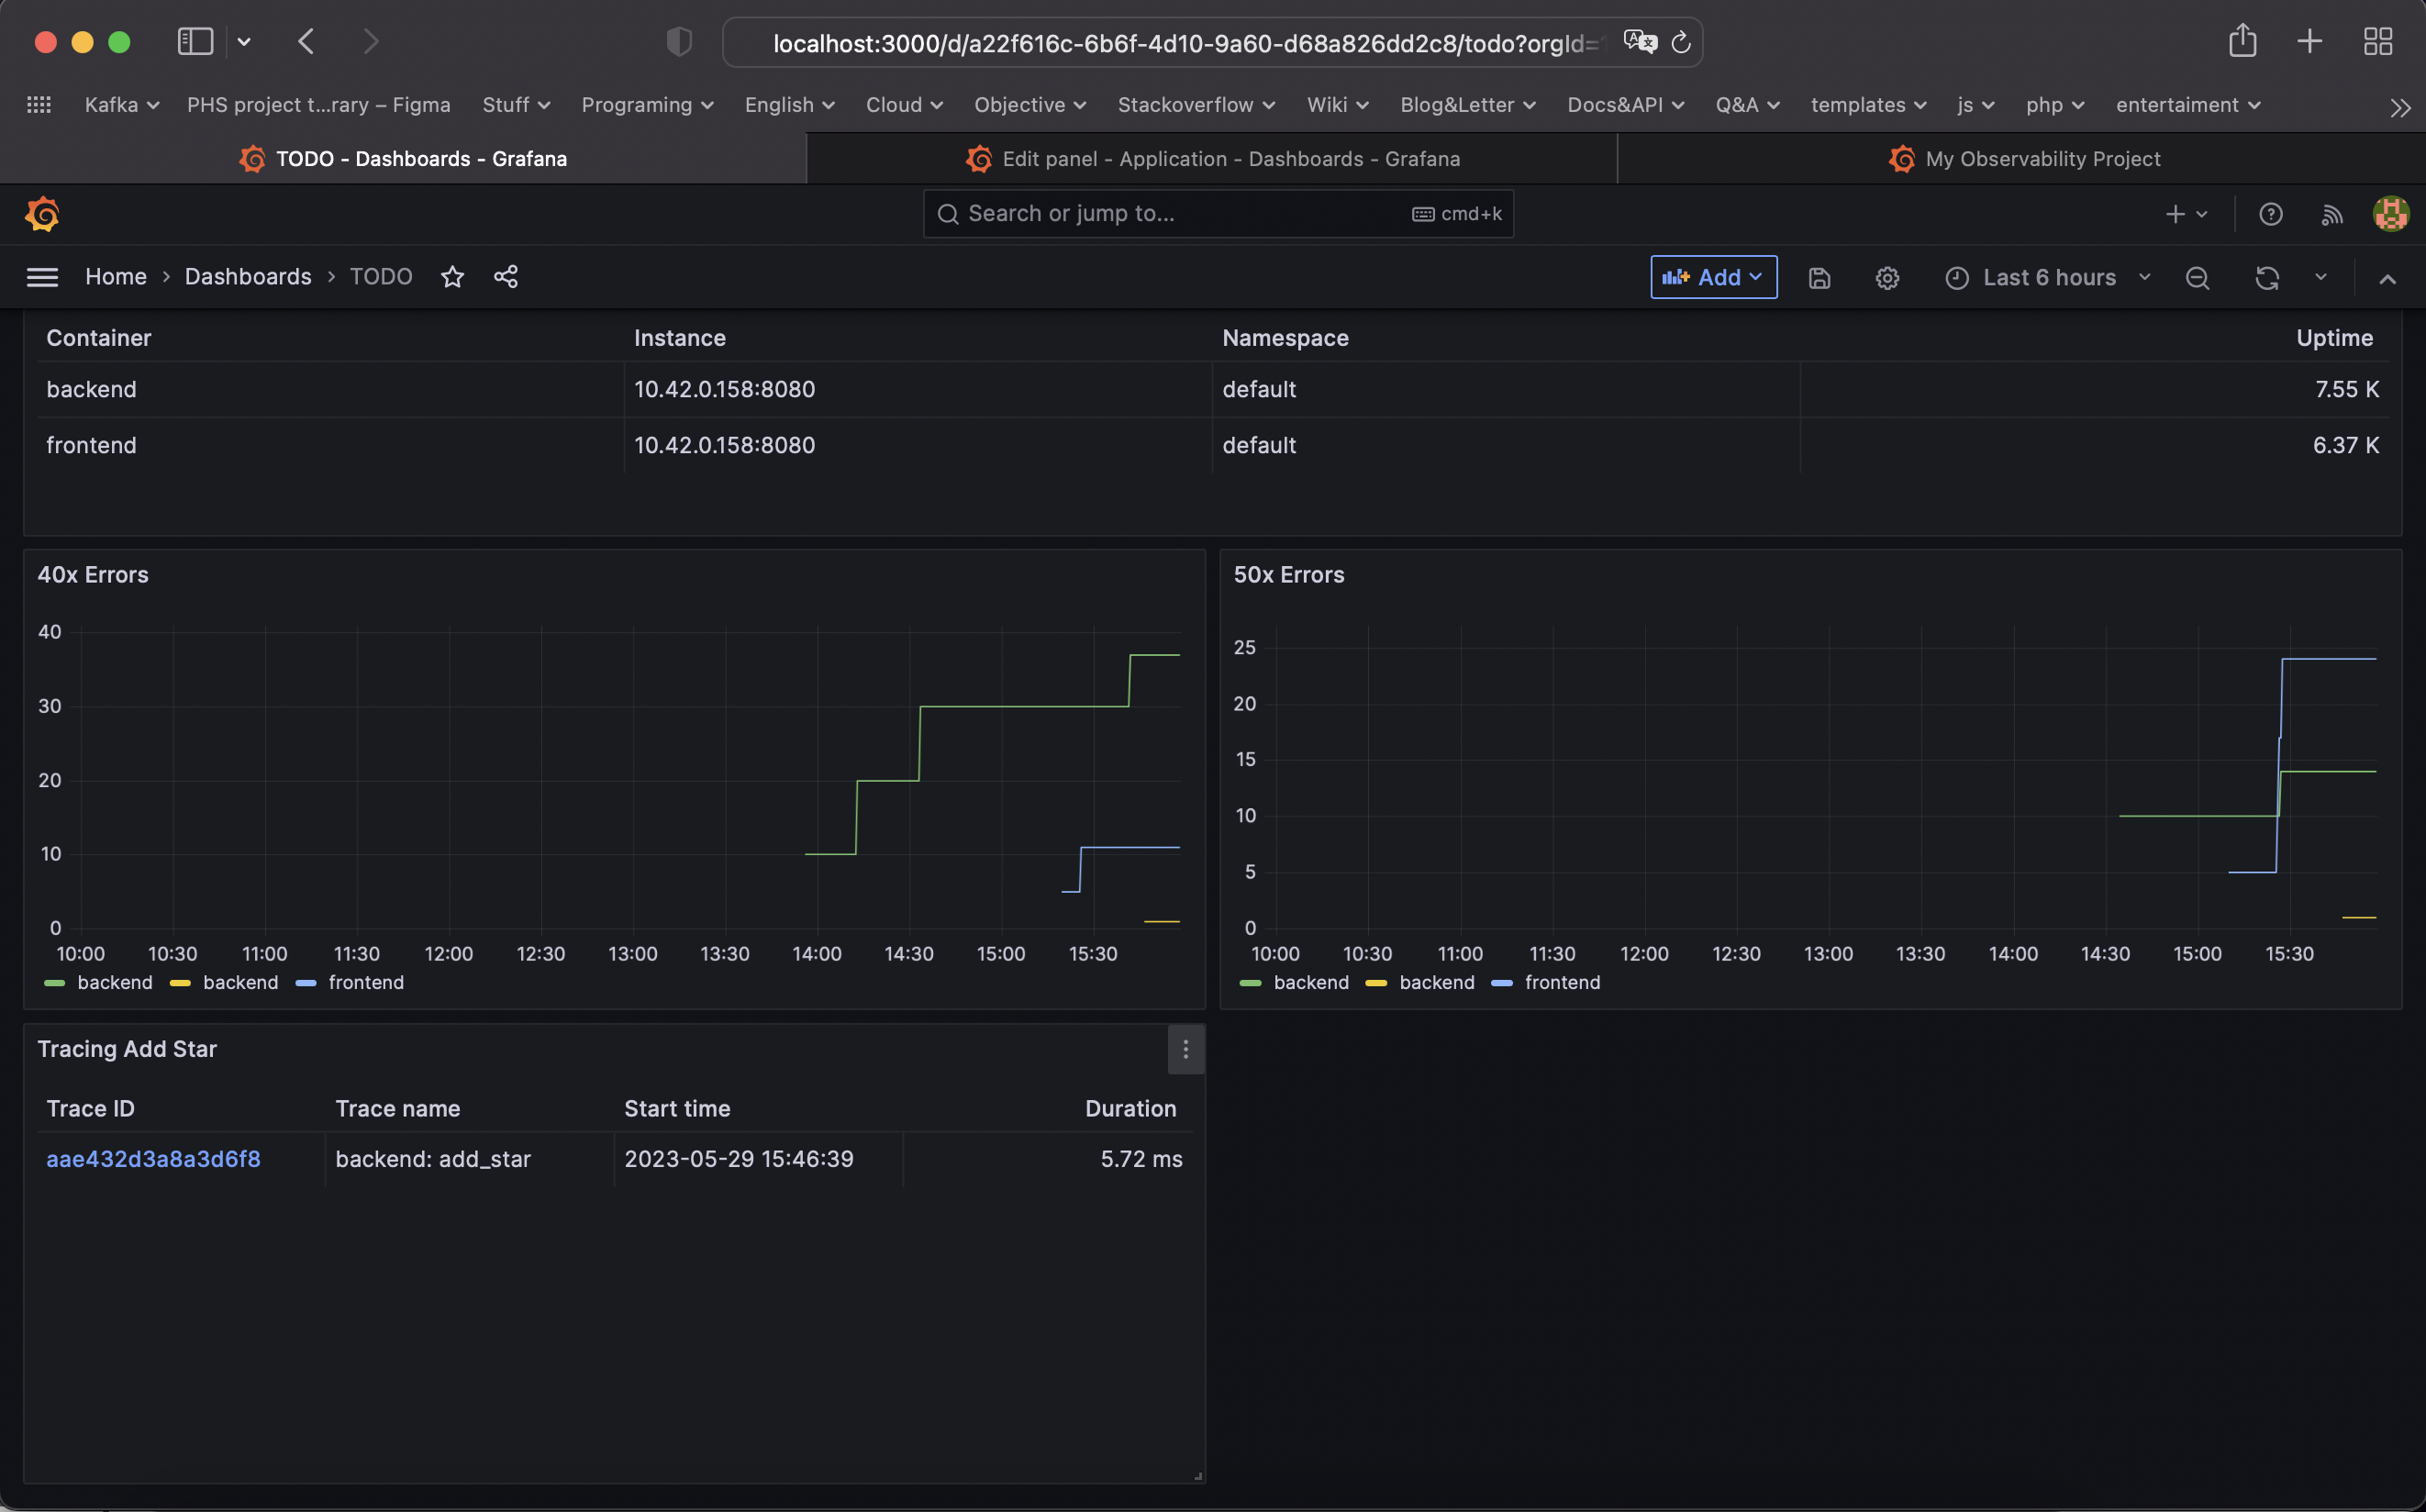 localhost:3000/d/a22f616c-6b6f-4d10-9a60-d68a826dd2c8/todo?orgId=
Kafka PHS project t...rary – Figma Stuff Programing English Cloud Objective Stackoverflow Wiki Blog&Letter Docs&API Q&A templates js php entertaiment
TODO - Dashboards - Grafana Edit panel - Application - Dashboards - Grafana My Observability Project
Search or jump to... cmd+k
Home › Dashboards › TODO Add Last 6 hours
Container Instance Namespace Uptime
backend 10.42.0.158:8080 default 7.55 K
frontend 10.42.0.158:8080 default 6.37 K
40x Errors
40
30
20
10
0
10:00 10:30 11:00 11:30 12:00 12:30 13:00 13:30 14:00 14:30 15:00 15:30
backend backend frontend
50x Errors
25
20
15
10
5
0
10:00 10:30 11:00 11:30 12:00 12:30 13:00 13:30 14:00 14:30 15:00 15:30
backend backend frontend
Tracing Add Star
Trace ID Trace name Start time Duration
aae432d3a8a3d6f8 backend: add_star 2023-05-29 15:46:39 5.72 ms